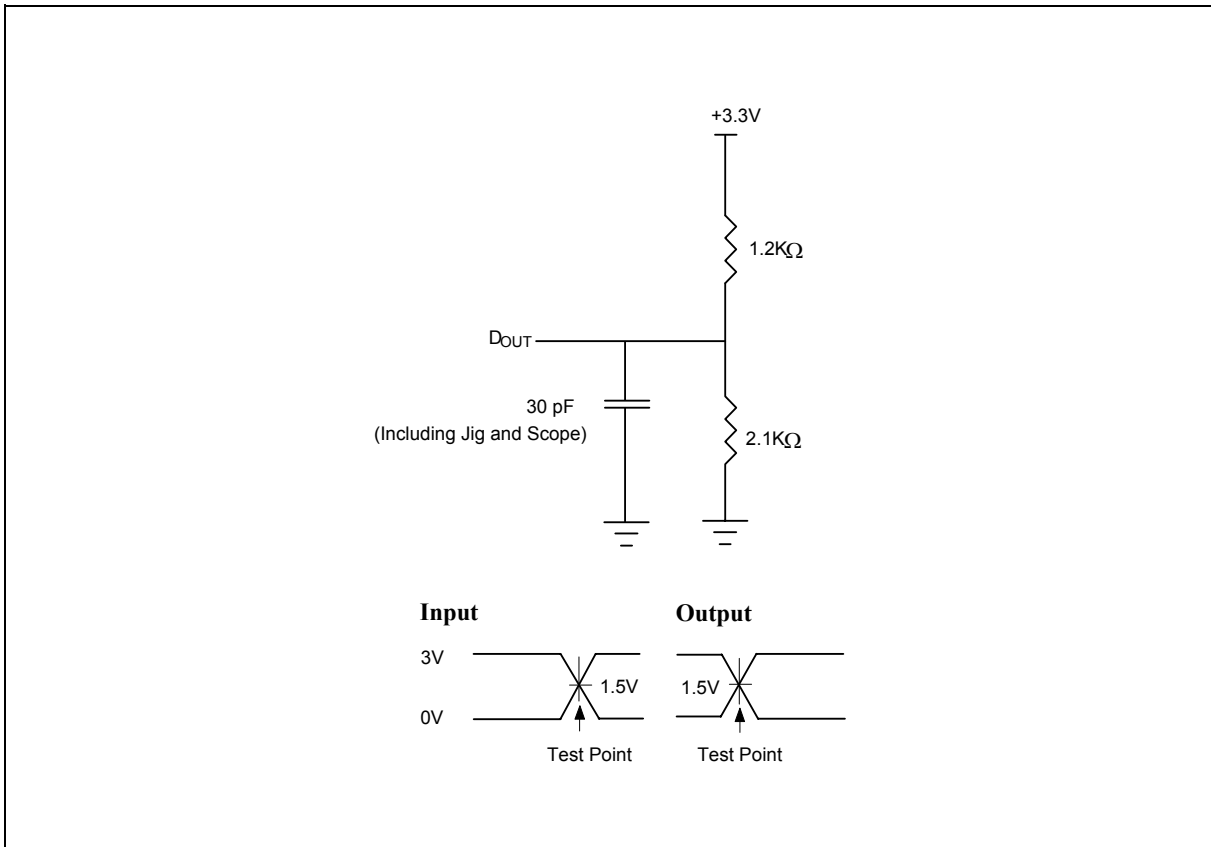 +3.3V
1.2KΩ
DOUT
30 pF
(Including Jig and Scope)
2.1KΩ
Input
Output
3V
1.5V
1.5V
0V
Test Point
Test Point